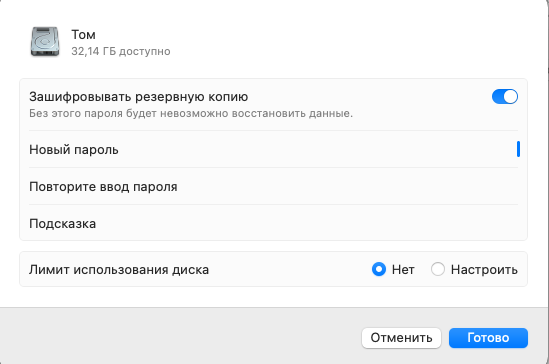 Том
32,14 ГБ доступно
Зашифровывать резервную копию
Без этого пароля будет невозможно восстановить данные.
Новый пароль
Повторите ввод пароля
Подсказка
Лимит использования диска Нет Настроить
Отменить Готово